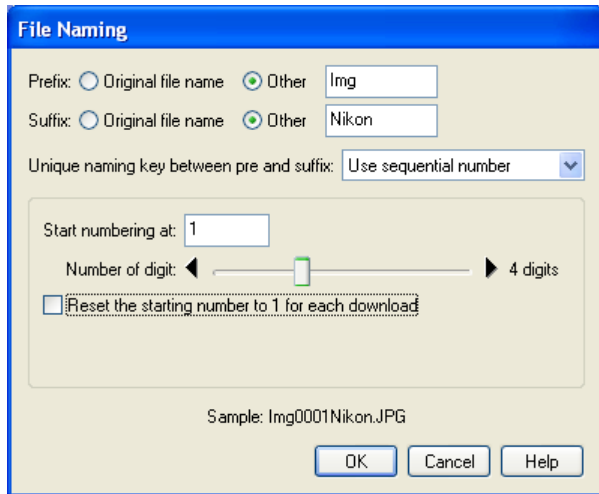 File Naming
Prefix: Original file name Other Img
Suffix: Original file name Other Nikon
Unique naming key between pre and suffix: Use sequential number
Start numbering at: 1
Number of digit: 4 digits
Reset the starting number to 1 for each download
Sample: Img0001Nikon.JPG
OK Cancel Help